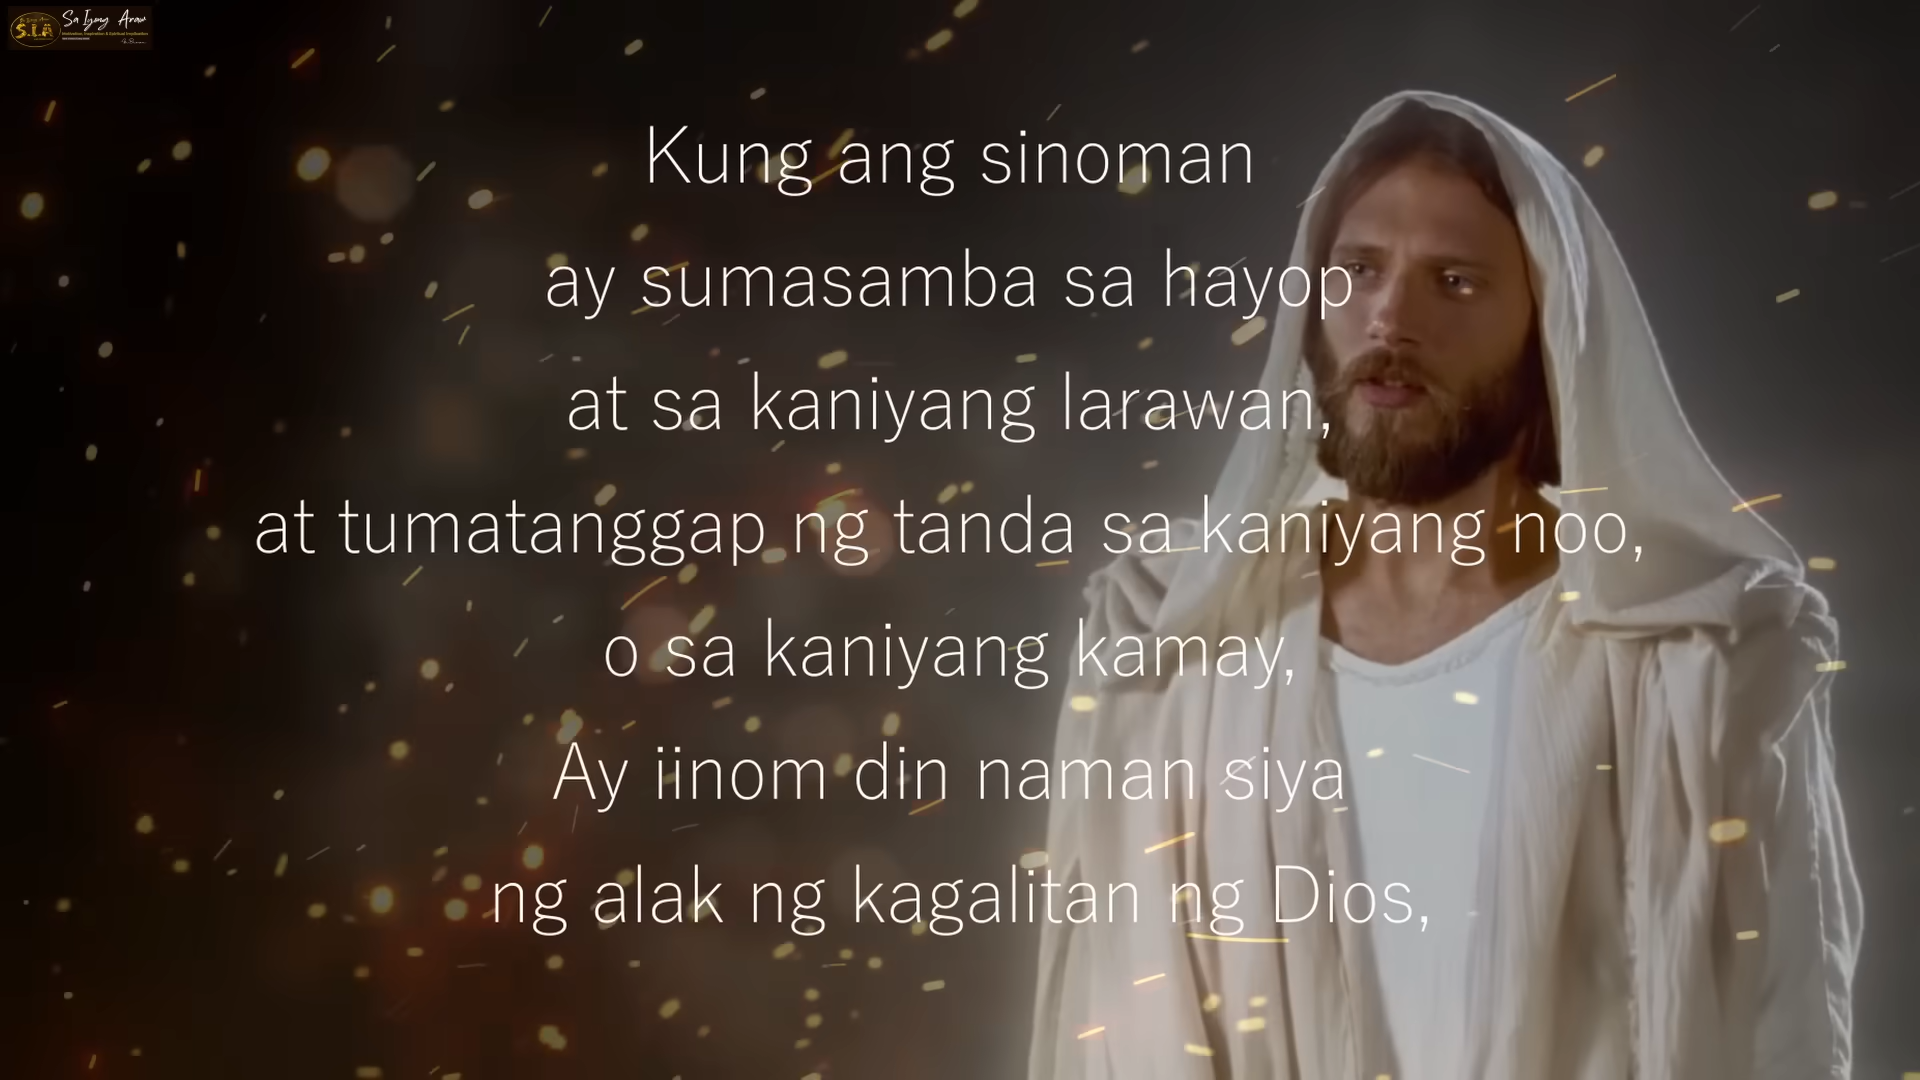 S.I.A
Sa Iyong Araw
Kung ang sinoman
ay sumasamba sa hayop
at sa kaniyang larawan,
at tumatanggap ng tanda sa kaniyang noo,
o sa kaniyang kamay,
Ay iinom din naman siya
ng alak ng kagalitan ng Dios,